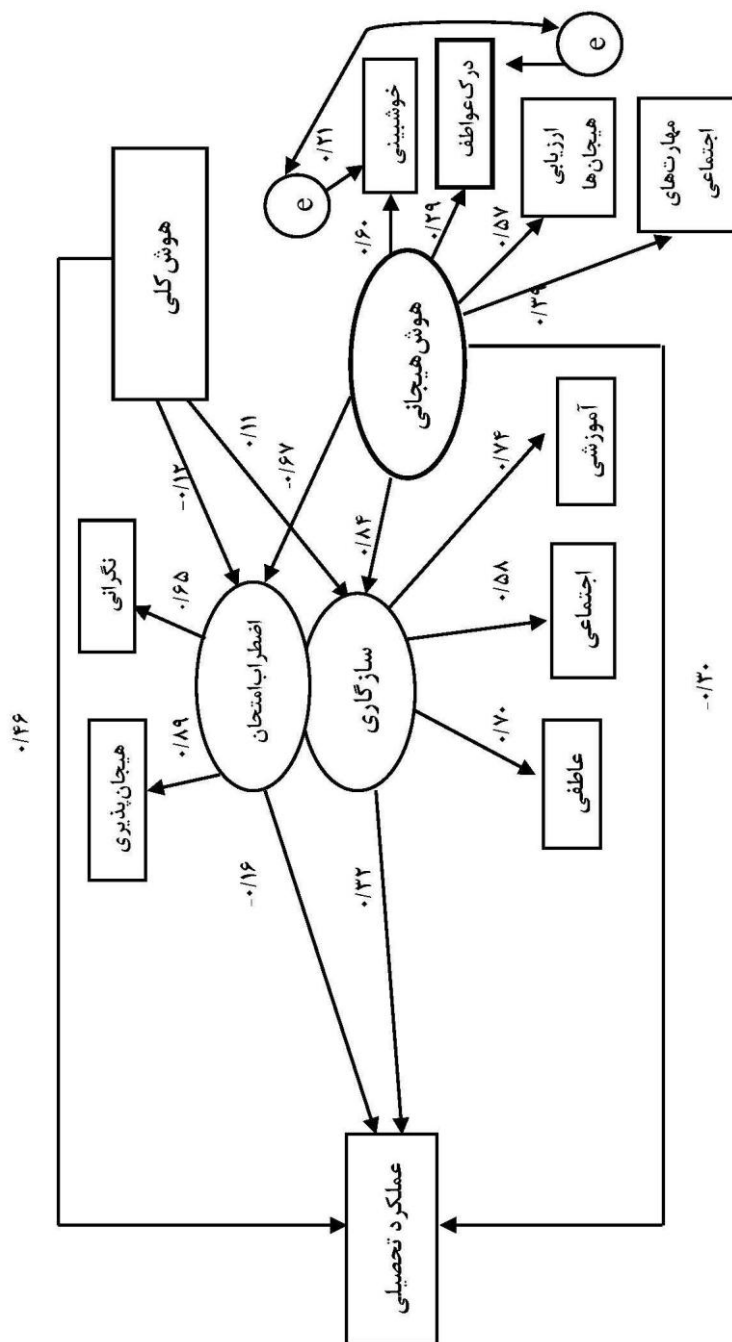 ۰/۴۶
هوش کلی
نگرانی
هیجان‌پذیری
۰/۶۵
۰/۸۹
-۰/۱۲
۰/۱۱
اضطراب امتحان
-۰/۶۷
-۰/۱۶
e
۰/۲۱
خوشبینی
۰/۶۰
هوش هیجانی
۰/۸۴
سازگاری
۰/۳۲
عملکرد تحصیلی
درک عواطف
۰/۲۹
e
ارزیابی
هیجان‌ها
۰/۵۷
۰/۳۹
مهارت‌های
اجتماعی
۰/۷۴
۰/۵۸
۰/۷۰
آموزشی
اجتماعی
عاطفی
-۰/۳۰